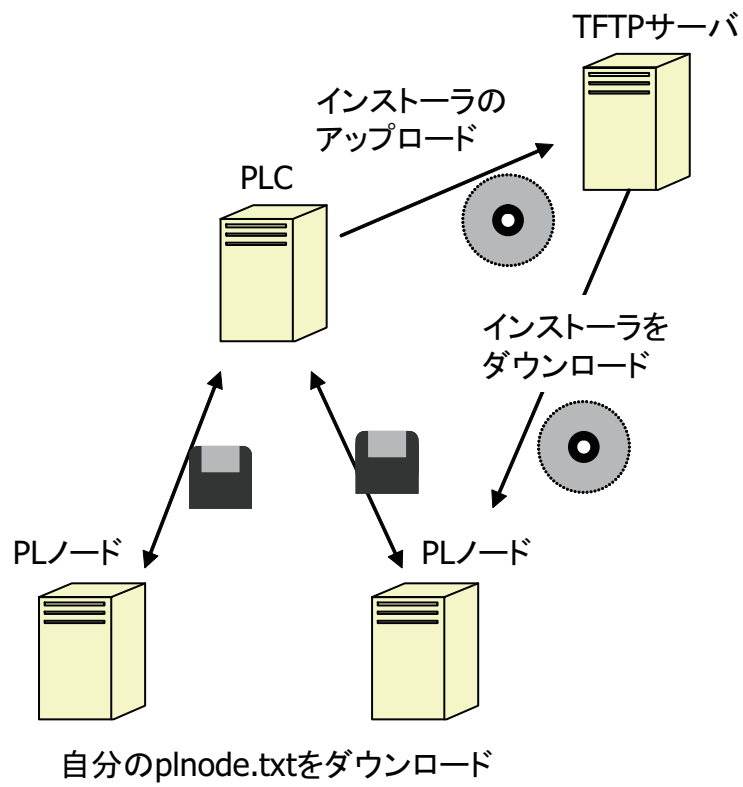 TFTPサーバ
インストーラの
アップロード
PLC
インストーラを
ダウンロード
PLノード
PLノード
自分のplnode.txtをダウンロード